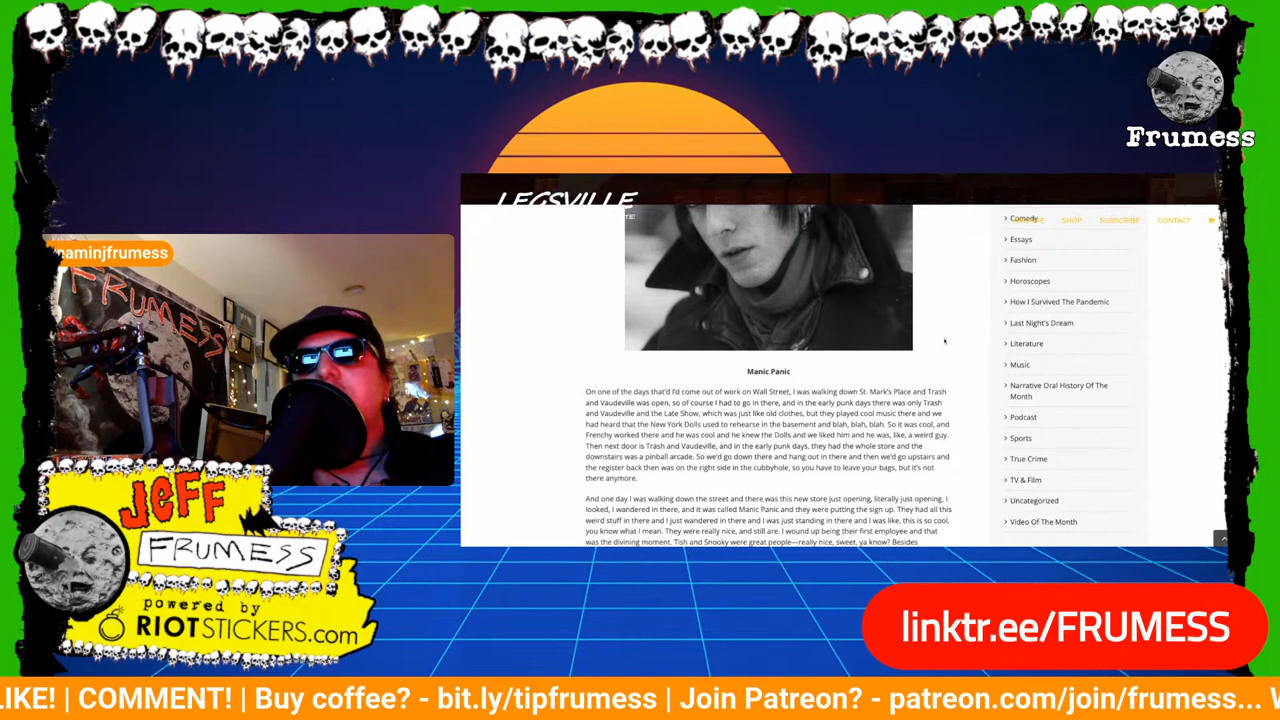 Frumess
LEGSVILLE
Comedy
SHOP
SUBSCRIBE
CONTACT
Essays
Fashion
Horoscopes
How I Survived The Pandemic
Last Night's Dream
Literature
Music
Narrative Oral History Of The
Month
Podcast
Sports
True Crime
TV & Film
Uncategorized
Video Of The Month
Manic Panic
On one of the days that'd I'd come out of work on Wall Street, I was walking down St. Mark's Place and Trash
and Vaudeville was open, so of course I had to go in there, and in the early punk days there was only Trash
and Vaudeville and the Late Show, which was just like old clothes, but they played cool music there and we
had heard that the New York Dolls used to rehearse in the basement and blah, blah, blah. So it was cool, and
Frenchy worked there and he was cool and he knew the Dolls and we liked him and he was, like, a weird guy.
Then next door is Trash and Vaudeville, and in the early punk days, they had the whole store and the
downstairs was a pinball arcade. So we'd go down there and hang out in there and then we'd go upstairs and
the register back then was on the right side in the cubbyhole, so you have to leave your bags, but it's not
there anymore.
And one day I was walking down the street and there was this new store just opening, literally just opening. I
looked, I wandered in there, and it was called Manic Panic and they were putting the sign up. They had all this
weird stuff in there and I just wandered in there and I was just standing in there and I was like, this is so cool,
you know what I mean. They were really nice, and still are. I wound up being their first employee and that
was the divining moment. Tish and Snooky were great people—really nice, sweet, ya know? Besides
eaminjfrumess
FRUMESS
JEFF
FRUMESS
powered by
RIOTSTICKERS.com
linktr.ee/FRUMESS
LIKE! | COMMENT! | Buy coffee? - bit.ly/tipfrumess | Join Patreon? - patreon.com/join/frumess... W